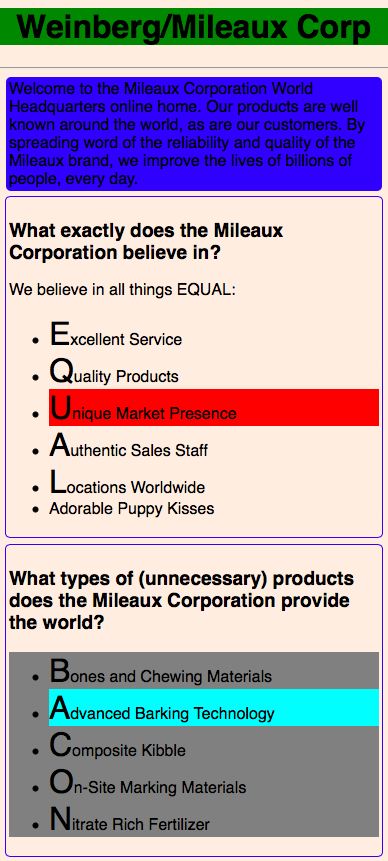 Weinberg/Mileaux Corp
Welcome to the Mileaux Corporation World
Headquarters online home. Our products are well
known around the world, as are our customers. By
spreading word of the reliability and quality of the
Mileaux brand, we improve the lives of billions of
people, every day.
What exactly does the Mileaux
Corporation believe in?
We believe in all things EQUAL:
Excellent Service
Quality Products
Unique Market Presence
Authentic Sales Staff
Locations Worldwide
Adorable Puppy Kisses
What types of (unnecessary) products
does the Mileaux Corporation provide
the world?
Bones and Chewing Materials
Advanced Barking Technology
Composite Kibble
On-Site Marking Materials
Nitrate Rich Fertilizer